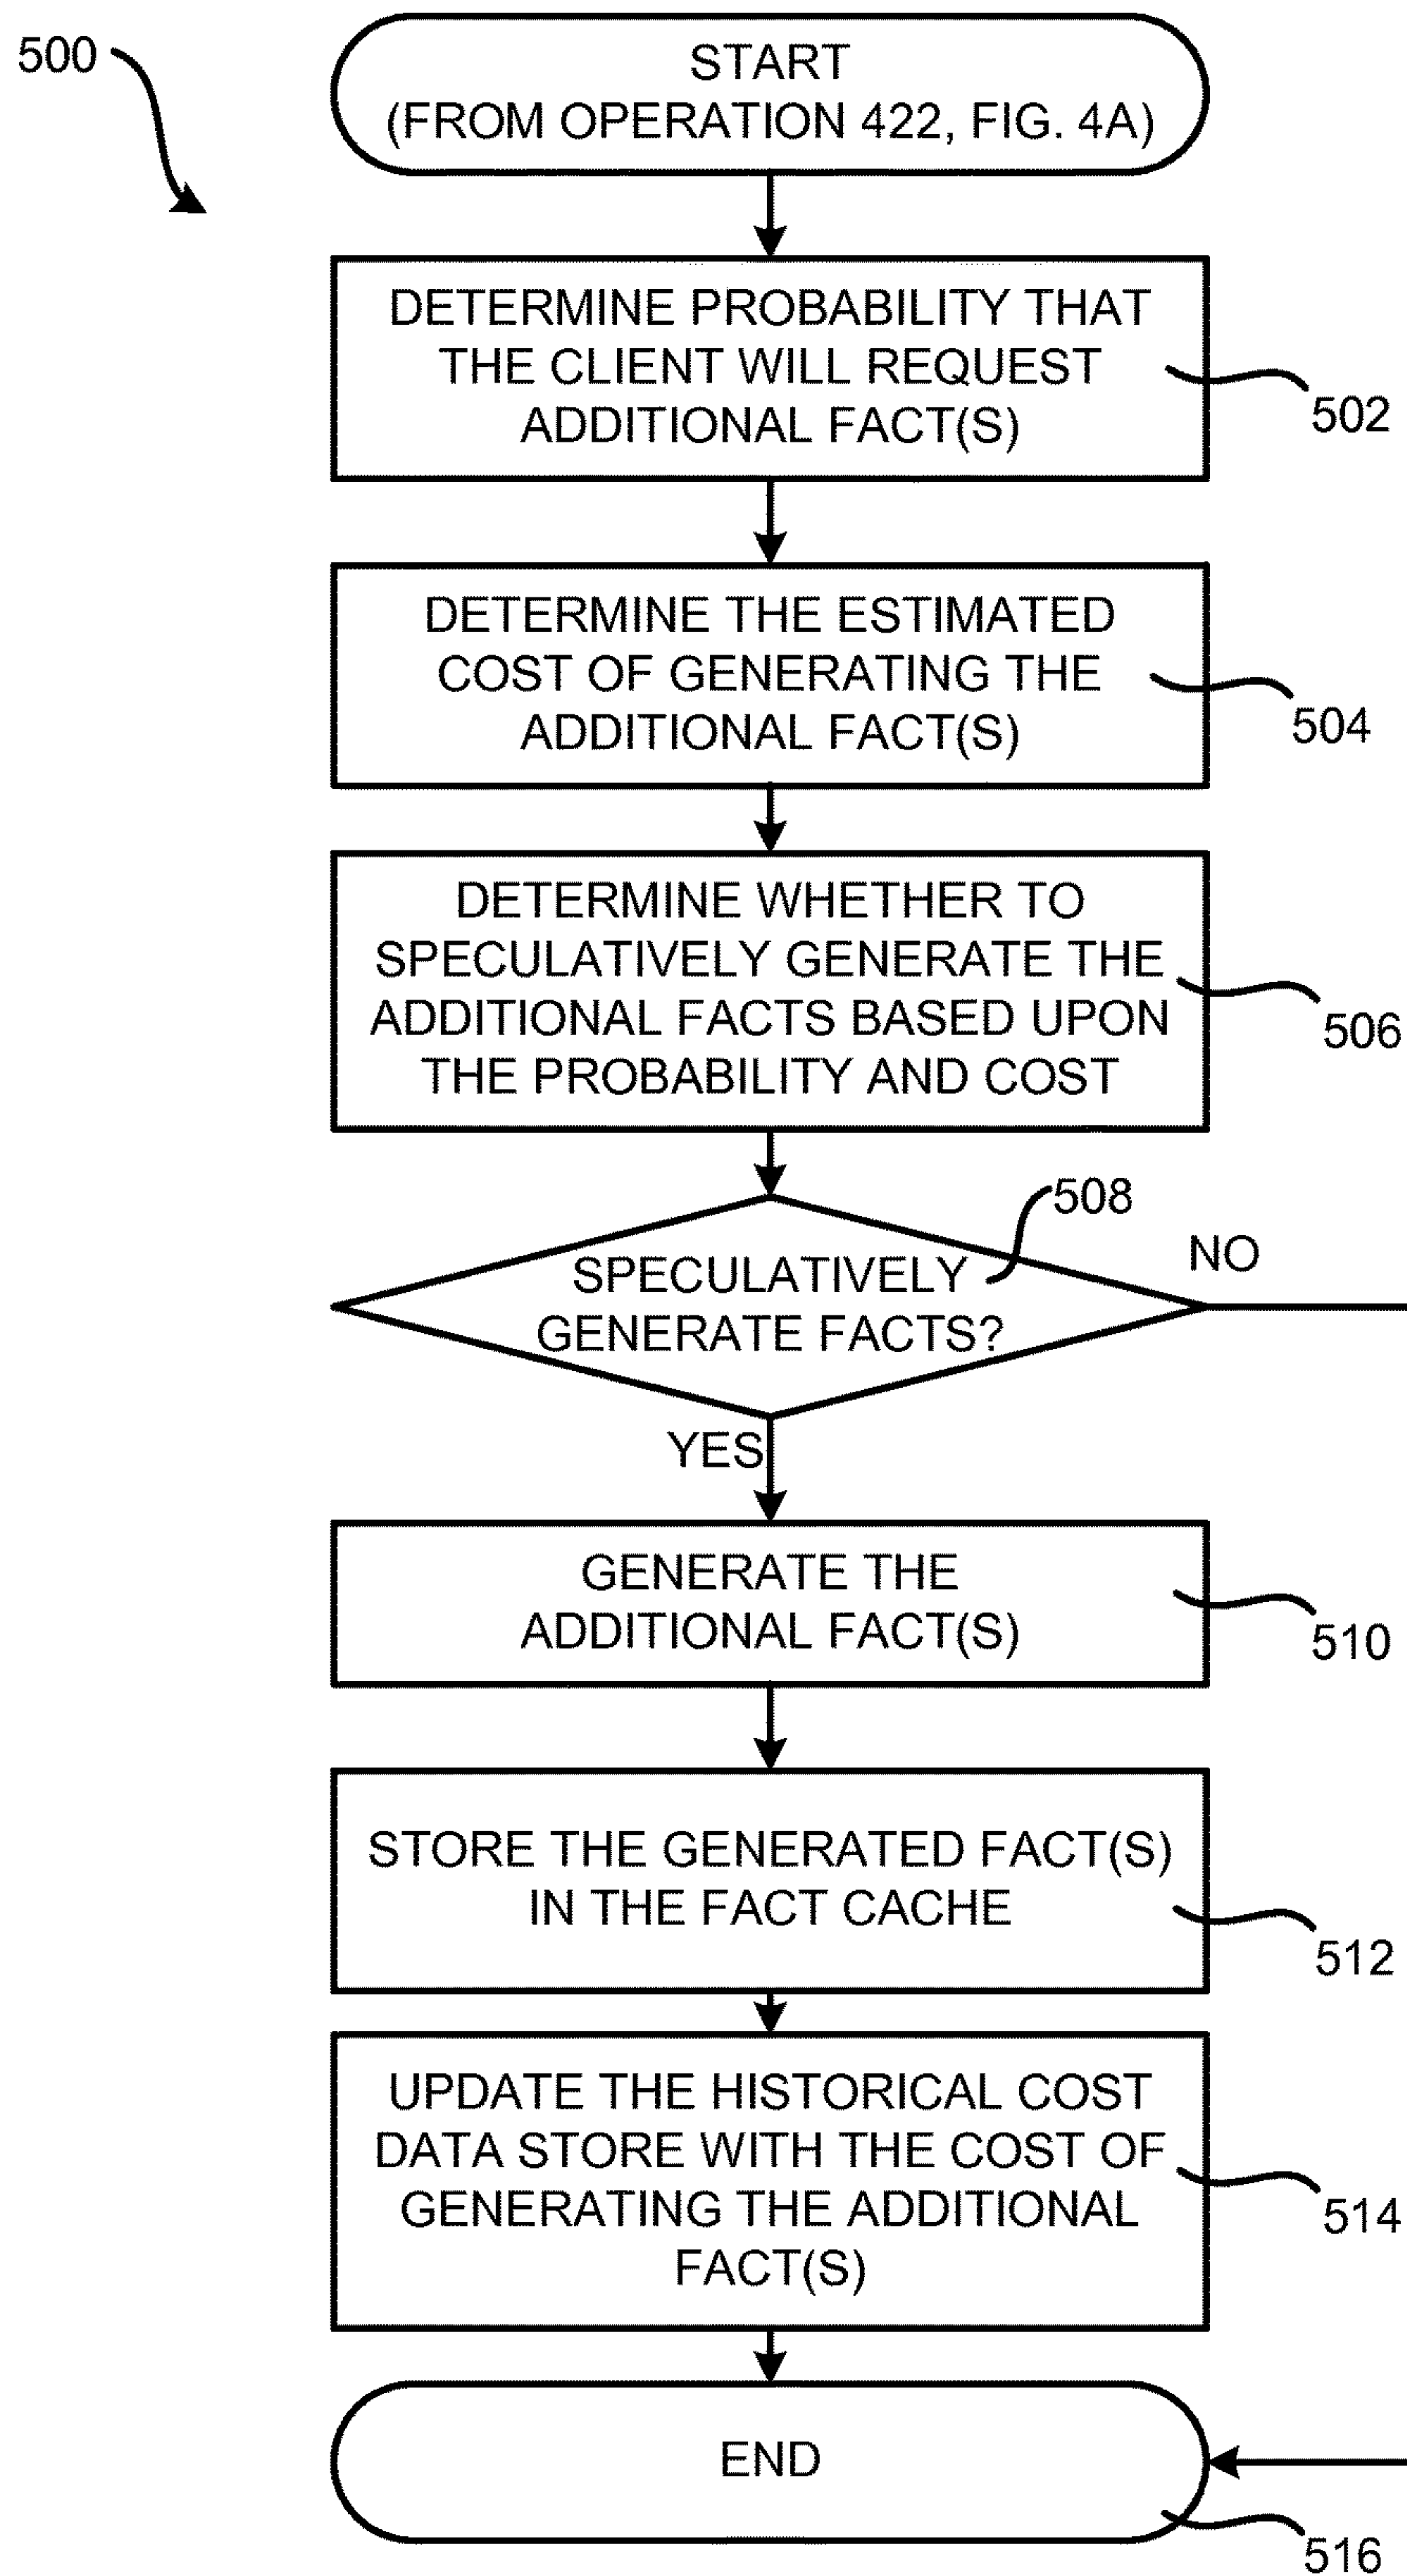 500
START
(FROM OPERATION 422, FIG. 4A)
DETERMINE PROBABILITY THAT
THE CLIENT WILL REQUEST
ADDITIONAL FACT(S)
502
DETERMINE THE ESTIMATED
COST OF GENERATING THE
ADDITIONAL FACT(S)
504
DETERMINE WHETHER TO
SPECULATIVELY GENERATE THE
ADDITIONAL FACTS BASED UPON
THE PROBABILITY AND COST
506
508
SPECULATIVELY
GENERATE FACTS?
NO
YES
GENERATE THE
ADDITIONAL FACT(S)
510
STORE THE GENERATED FACT(S)
IN THE FACT CACHE
512
UPDATE THE HISTORICAL COST
DATA STORE WITH THE COST OF
GENERATING THE ADDITIONAL
FACT(S)
514
END
516